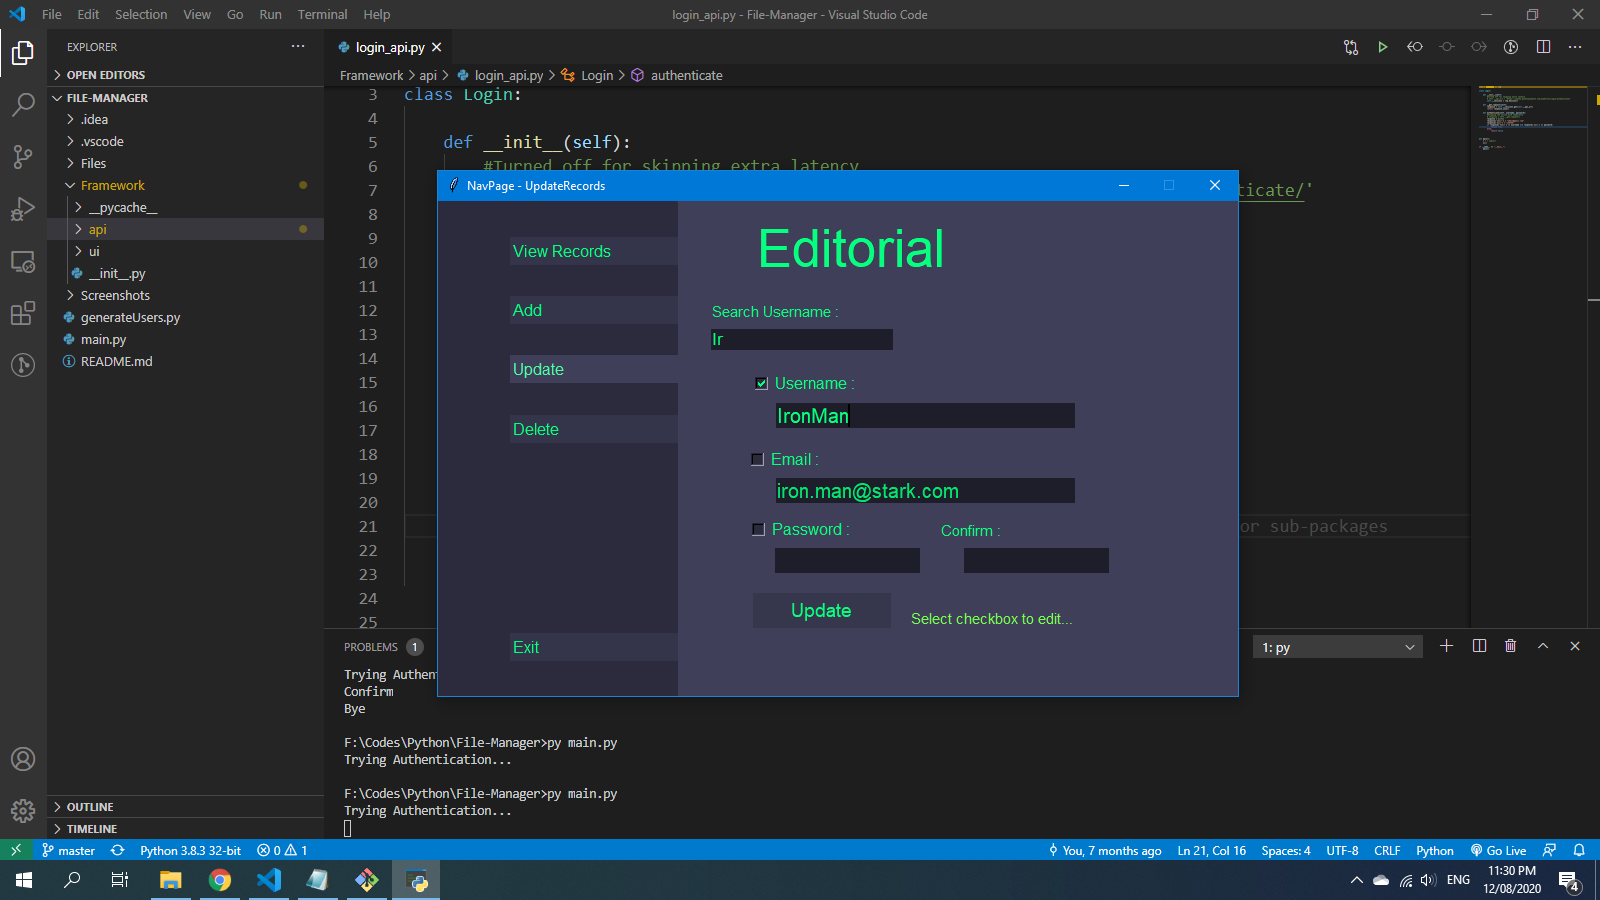 File Edit Selection View Go Run Terminal Help
login_api.py - File-Manager - Visual Studio Code
EXPLORER
OPEN EDITORS
FILE-MANAGER
.idea
.vscode
Files
Framework
__pycache__
api
ui
__init__.py
Screenshots
generateUsers.py
main.py
README.md
OUTLINE
TIMELINE
login_api.py
Framework > api > login_api.py > Login > authenticate
3 class Login:
4
5 def __init__(self):
6 #Turned off for skipping extra latency
7 ticate/'
8
9
10
11
12
13
14
15
16
17
18
19
20
21 or sub-packages
22
23
24
25
NavPage - UpdateRecords
View Records
Add
Update
Delete
Exit
Editorial
Search Username :
Ir
Username :
IronMan
Email :
iron.man@stark.com
Password :
Confirm :
Update
Select checkbox to edit...
PROBLEMS 1
1: py
Trying Authen
Confirm
Bye
F:\Codes\Python\File-Manager>py main.py
Trying Authentication...
F:\Codes\Python\File-Manager>py main.py
Trying Authentication...
master Python 3.8.3 32-bit 0 1
You, 7 months ago Ln 21, Col 16 Spaces: 4 UTF-8 CRLF Python Go Live
ENG
11:30 PM
12/08/2020
4